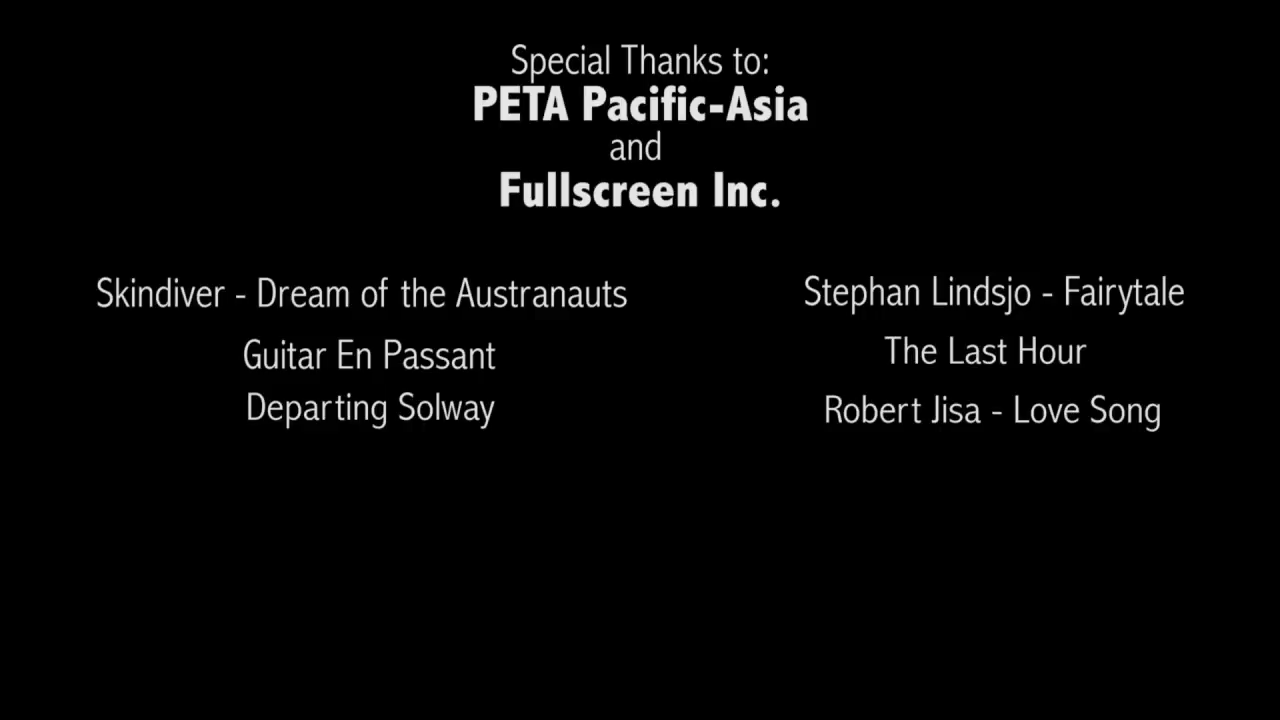 Special Thanks to:
PETA Pacific-Asia
and
Fullscreen Inc.
Skindiver - Dream of the Austranauts
Guitar En Passant
Departing Solway
Stephan Lindsjo - Fairytale
The Last Hour
Robert Jisa - Love Song